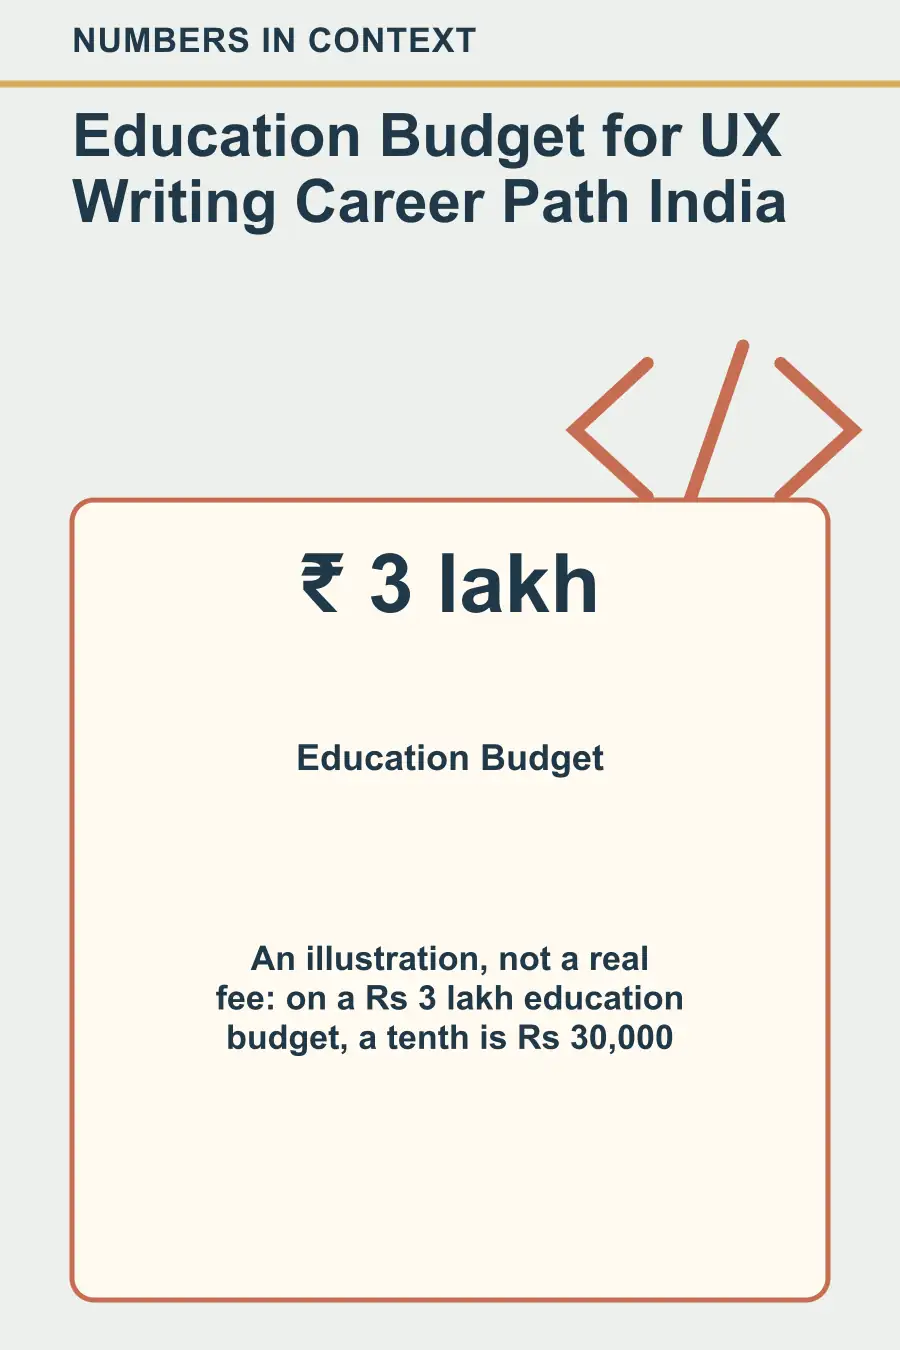 NUMBERS IN CONTEXT
Education Budget for UX
Writing Career Path India
₹ 3 lakh
Education Budget
An illustration, not a real
fee: on a Rs 3 lakh education
budget, a tenth is Rs 30,000